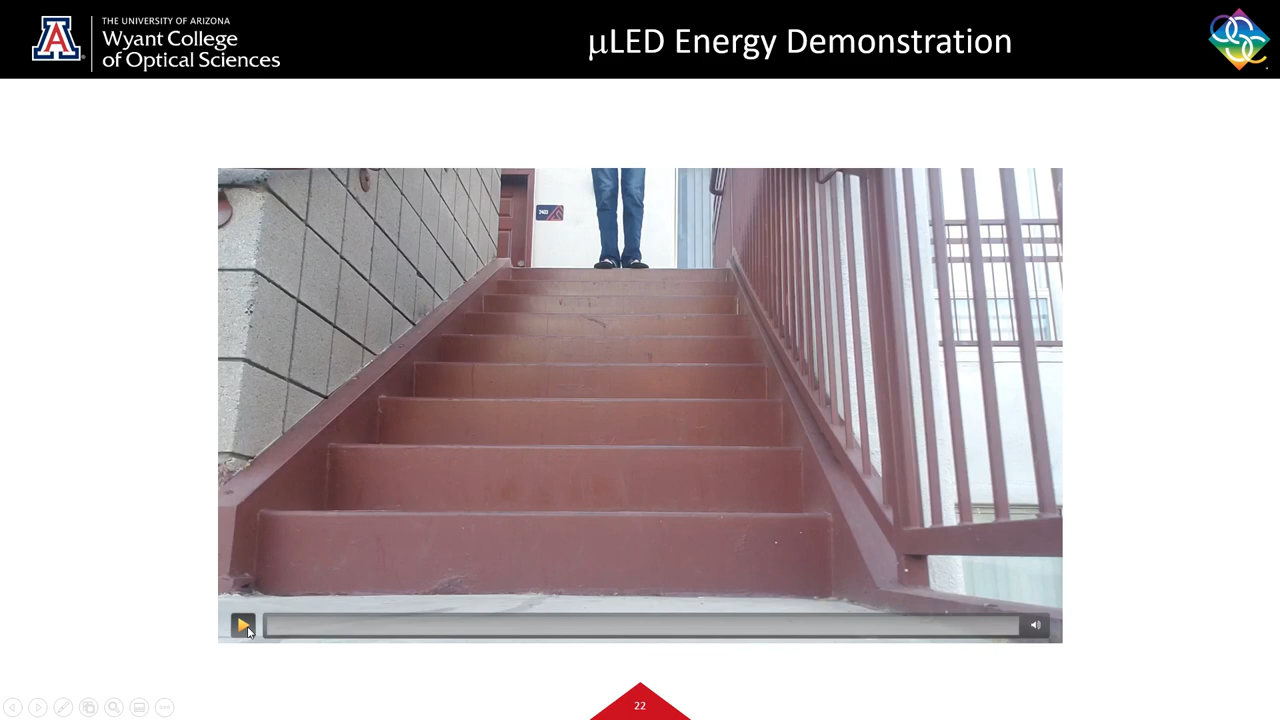 THE UNIVERSITY OF ARIZONA
Wyant College
of Optical Sciences
μLED Energy Demonstration
22